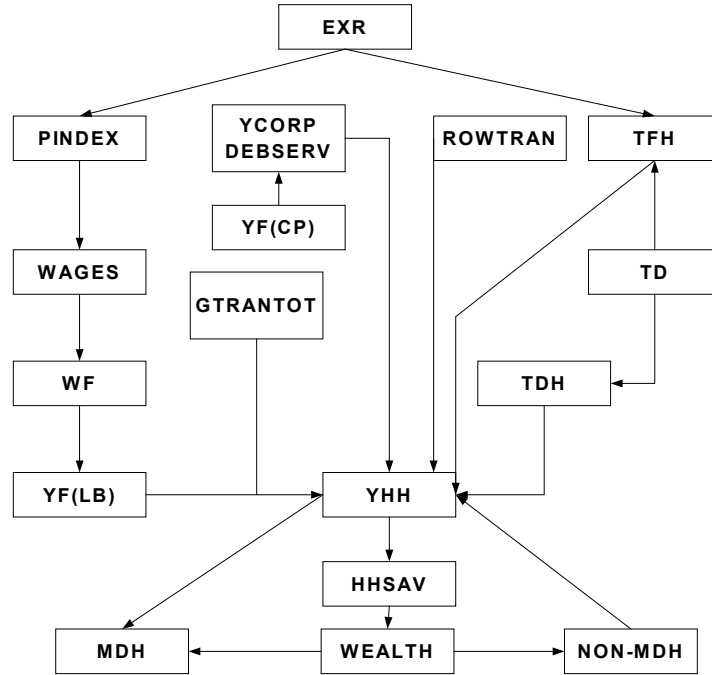 EXR
PINDEX
YCORP
DEBSERV
ROWTRAN
TFH
YF(CP)
WAGES
TD
GTRANTOT
WF
TDH
YF(LB)
YHH
HHSAV
MDH
WEALTH
NON-MDH